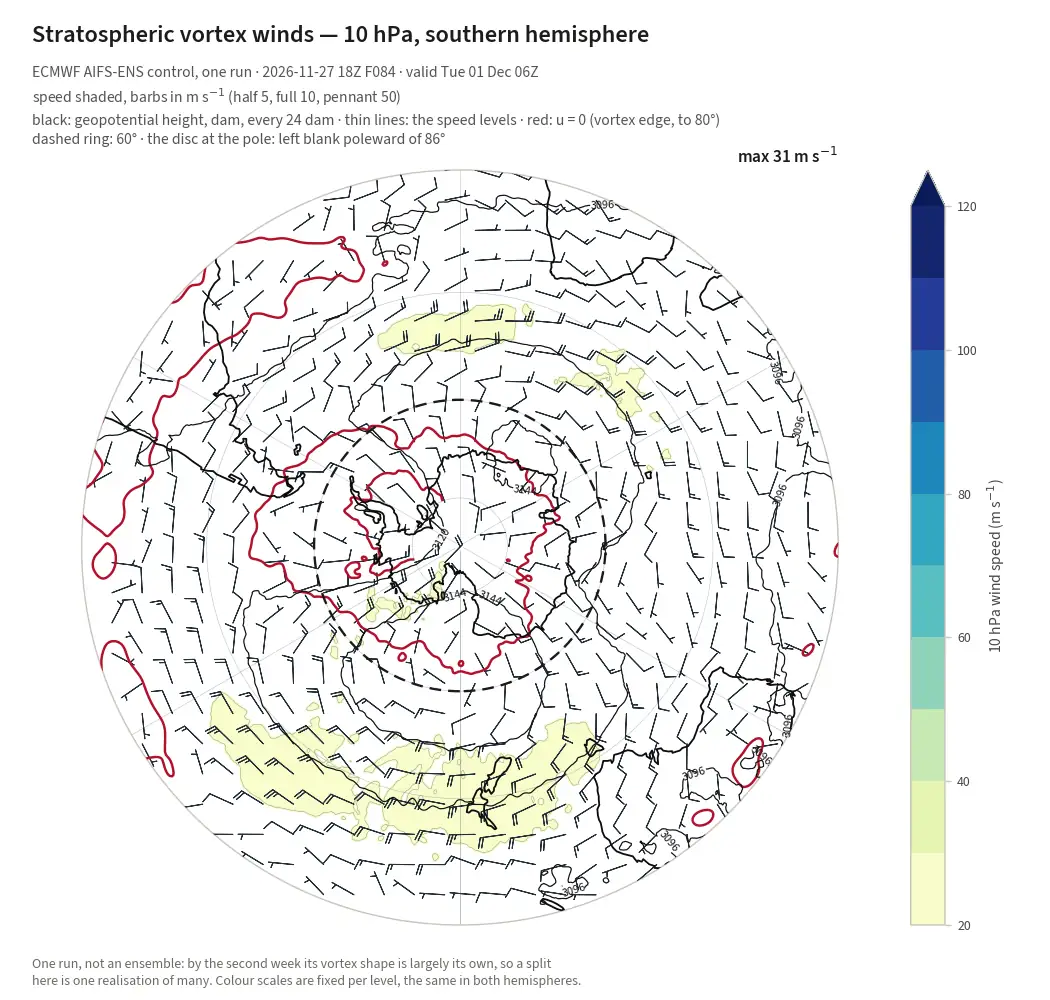 Stratospheric vortex winds — 10 hPa, southern hemisphere
ECMWF AIFS-ENS control, one run · 2026-11-27 18Z F084 · valid Tue 01 Dec 06Z
speed shaded, barbs in m s⁻¹ (half 5, full 10, pennant 50)
black: geopotential height, dam, every 24 dam · thin lines: the speed levels · red: u = 0 (vortex edge, to 80°)
dashed ring: 60° · the disc at the pole: left blank poleward of 86°
max 31 m s⁻¹
3096
120
3096
100
3096
3144
3096
80
10 hPa wind speed (m s⁻¹)
3120
3144
3144
60
3096
3096
3096
40
3096
3096
20
One run, not an ensemble: by the second week its vortex shape is largely its own, so a split
here is one realisation of many. Colour scales are fixed per level, the same in both hemispheres.